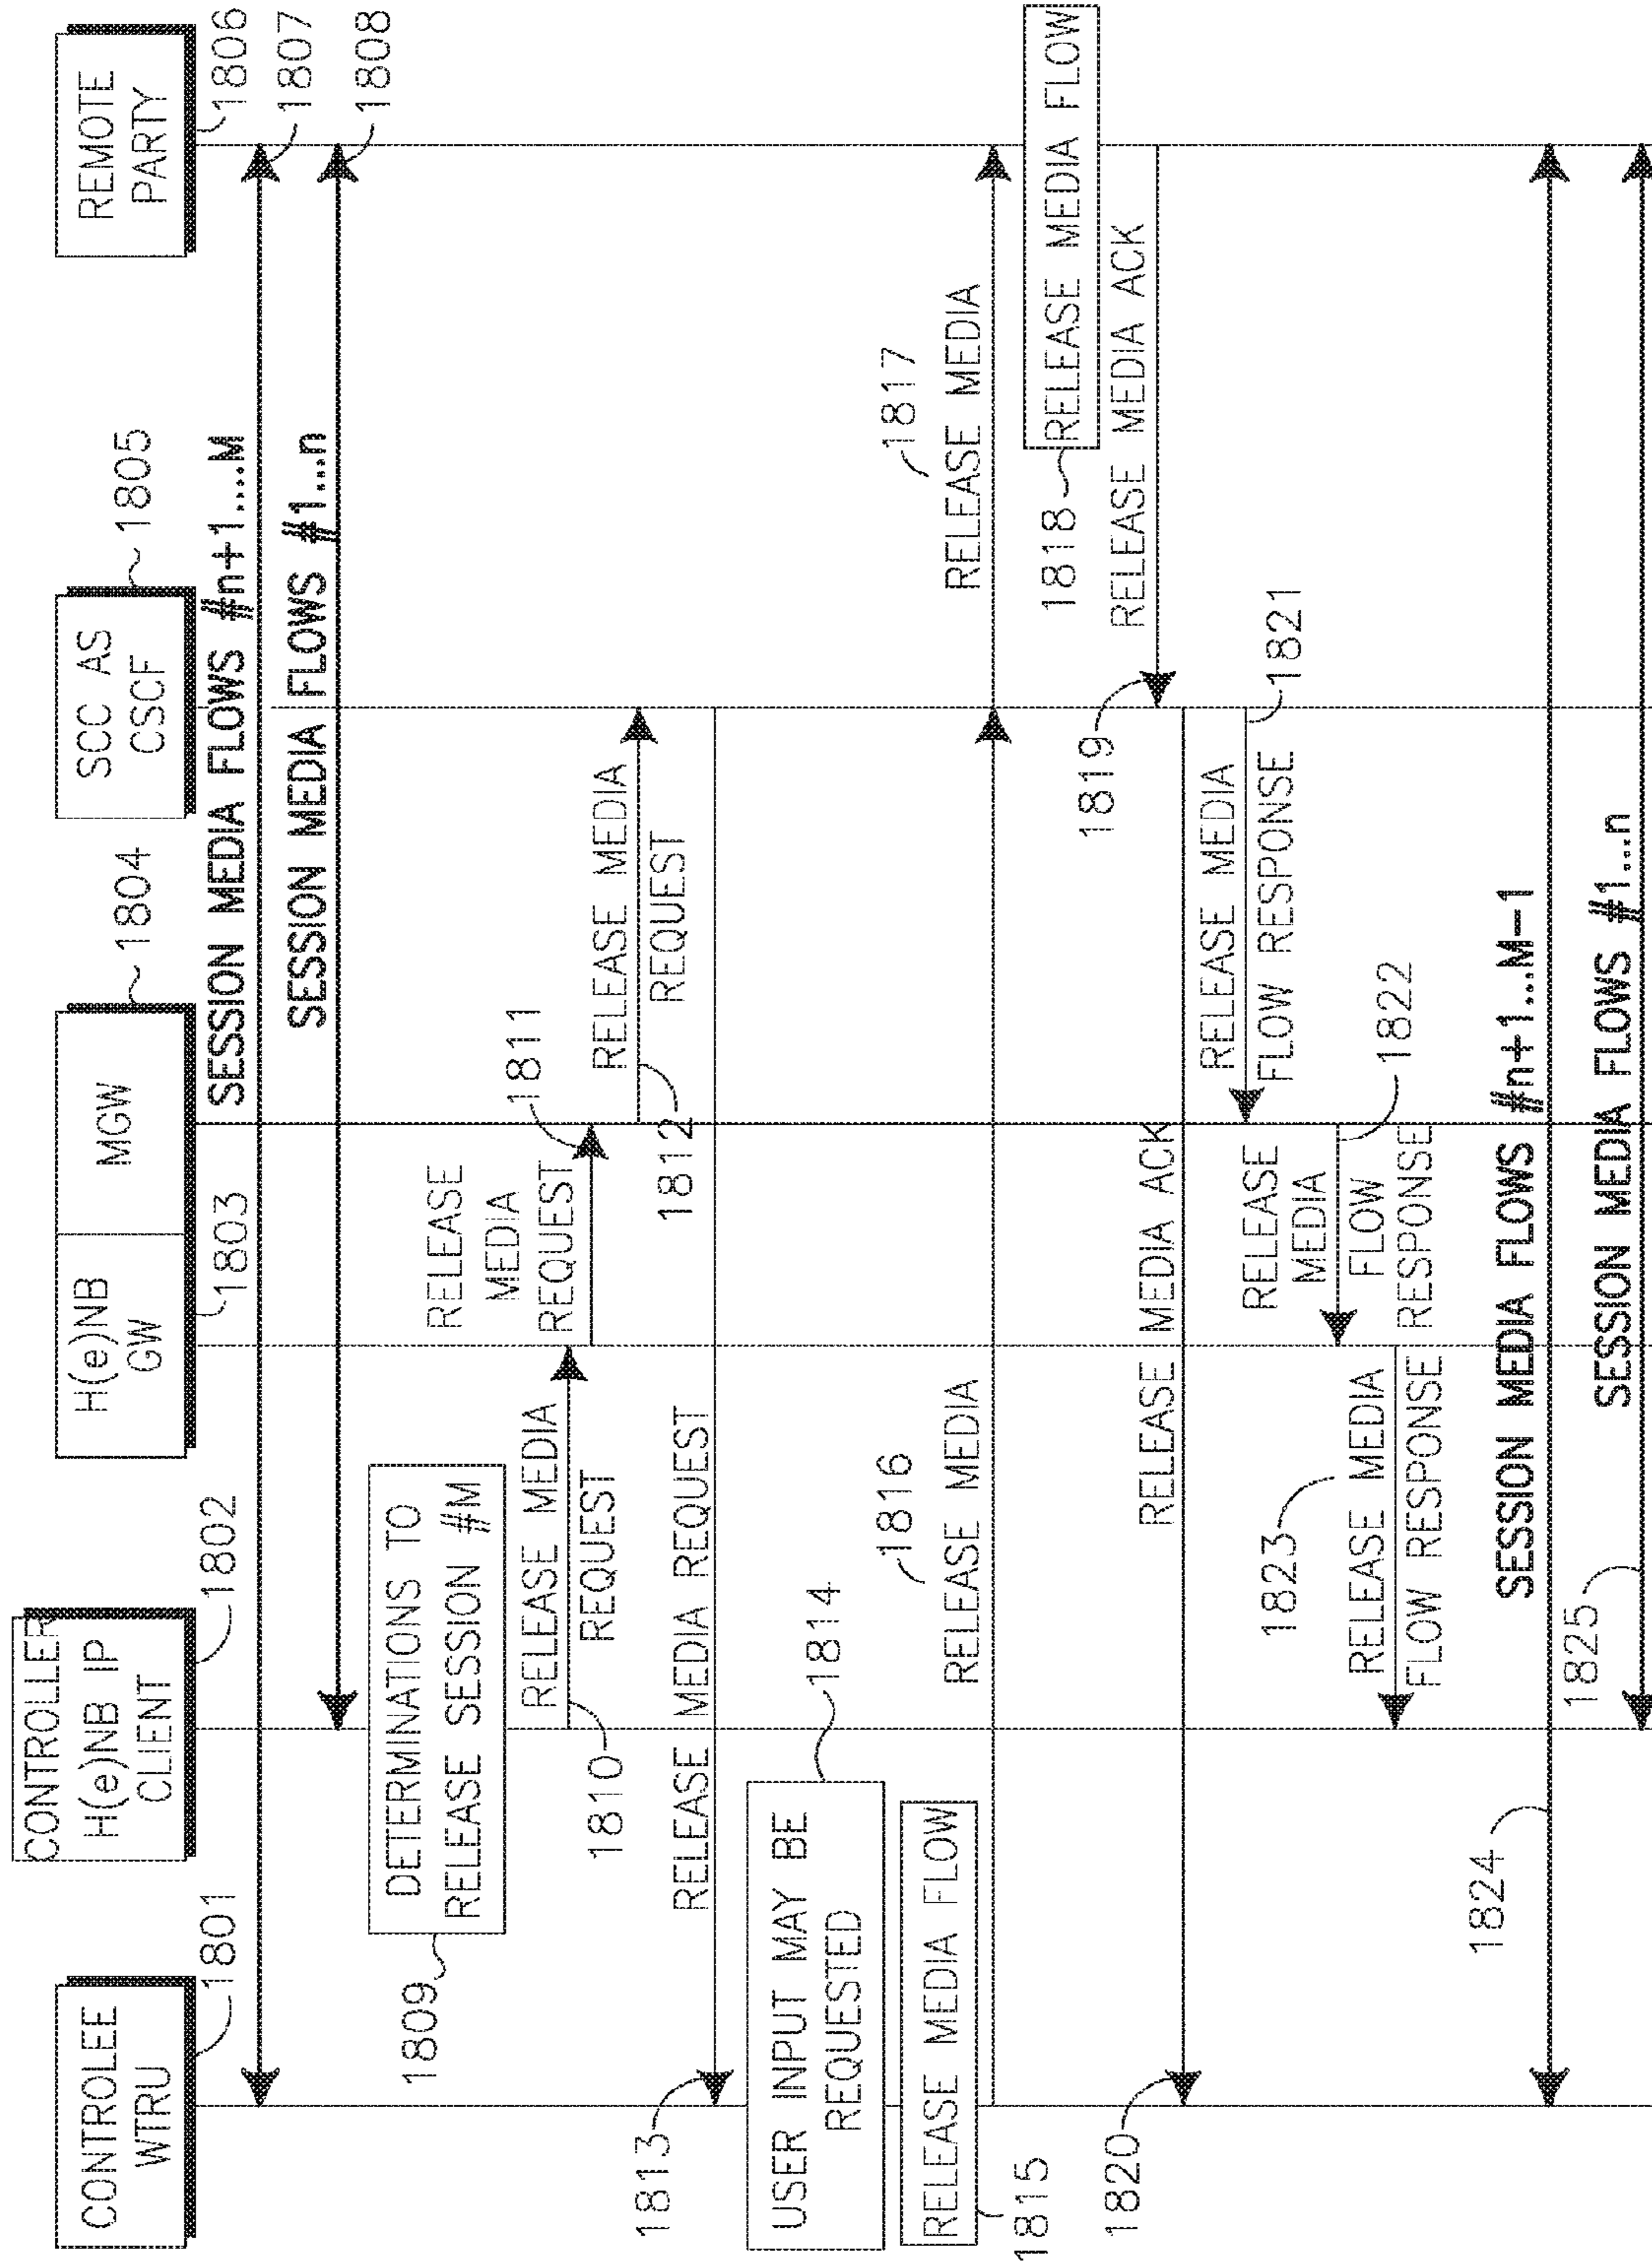 CONTROLEE
WTRU
1801
CONTROLLER
H(e)NB IP
CLIENT
1802
H(e)NB
GW
1803
MGW
1804
SCC AS
CSCF
1805
REMOTE
PARTY
1806
SESSION MEDIA FLOWS #n+1....M
1807
SESSION MEDIA FLOWS #1...n
1808
DETERMINATIONS TO
RELEASE SESSION #M
1809
RELEASE MEDIA
REQUEST
1810
RELEASE
MEDIA
REQUEST
1811
RELEASE MEDIA
REQUEST
1812
RELEASE MEDIA REQUEST
1813
USER INPUT MAY BE
REQUESTED
1814
RELEASE MEDIA FLOW
1815
1816
RELEASE MEDIA
1817
RELEASE MEDIA
1818
RELEASE MEDIA FLOW
RELEASE MEDIA ACK
1819
RELEASE MEDIA ACK
1820
RELEASE MEDIA
FLOW RESPONSE
1821
RELEASE
MEDIA
FLOW
RESPONSE
1822
1823
RELEASE MEDIA
FLOW RESPONSE
SESSION MEDIA FLOWS #n+1...M-1
1824
SESSION MEDIA FLOWS #1...n
1825